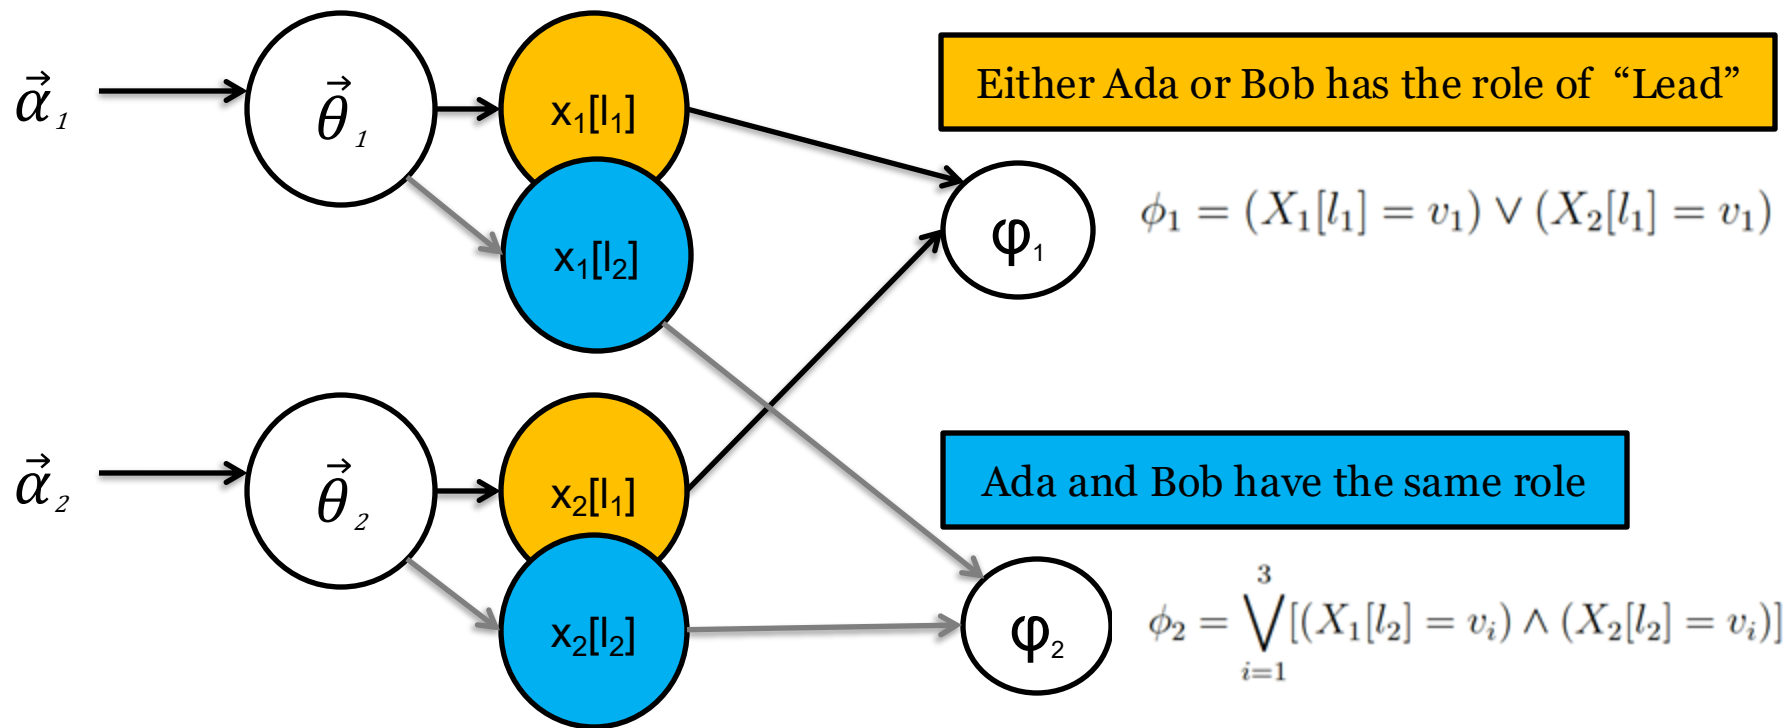 α⃗₁
θ⃗₁
x₁[l₁]
Either Ada or Bob has the role of “Lead”
x₁[l₂]
φ₁
ϕ₁ = (X₁[l₁] = v₁) ∨ (X₂[l₁] = v₁)
α⃗₂
θ⃗₂
x₂[l₁]
Ada and Bob have the same role
x₂[l₂]
φ₂
ϕ₂ = ⋁³ᵢ₌₁[(X₁[l₂] = vᵢ) ∧ (X₂[l₂] = vᵢ)]